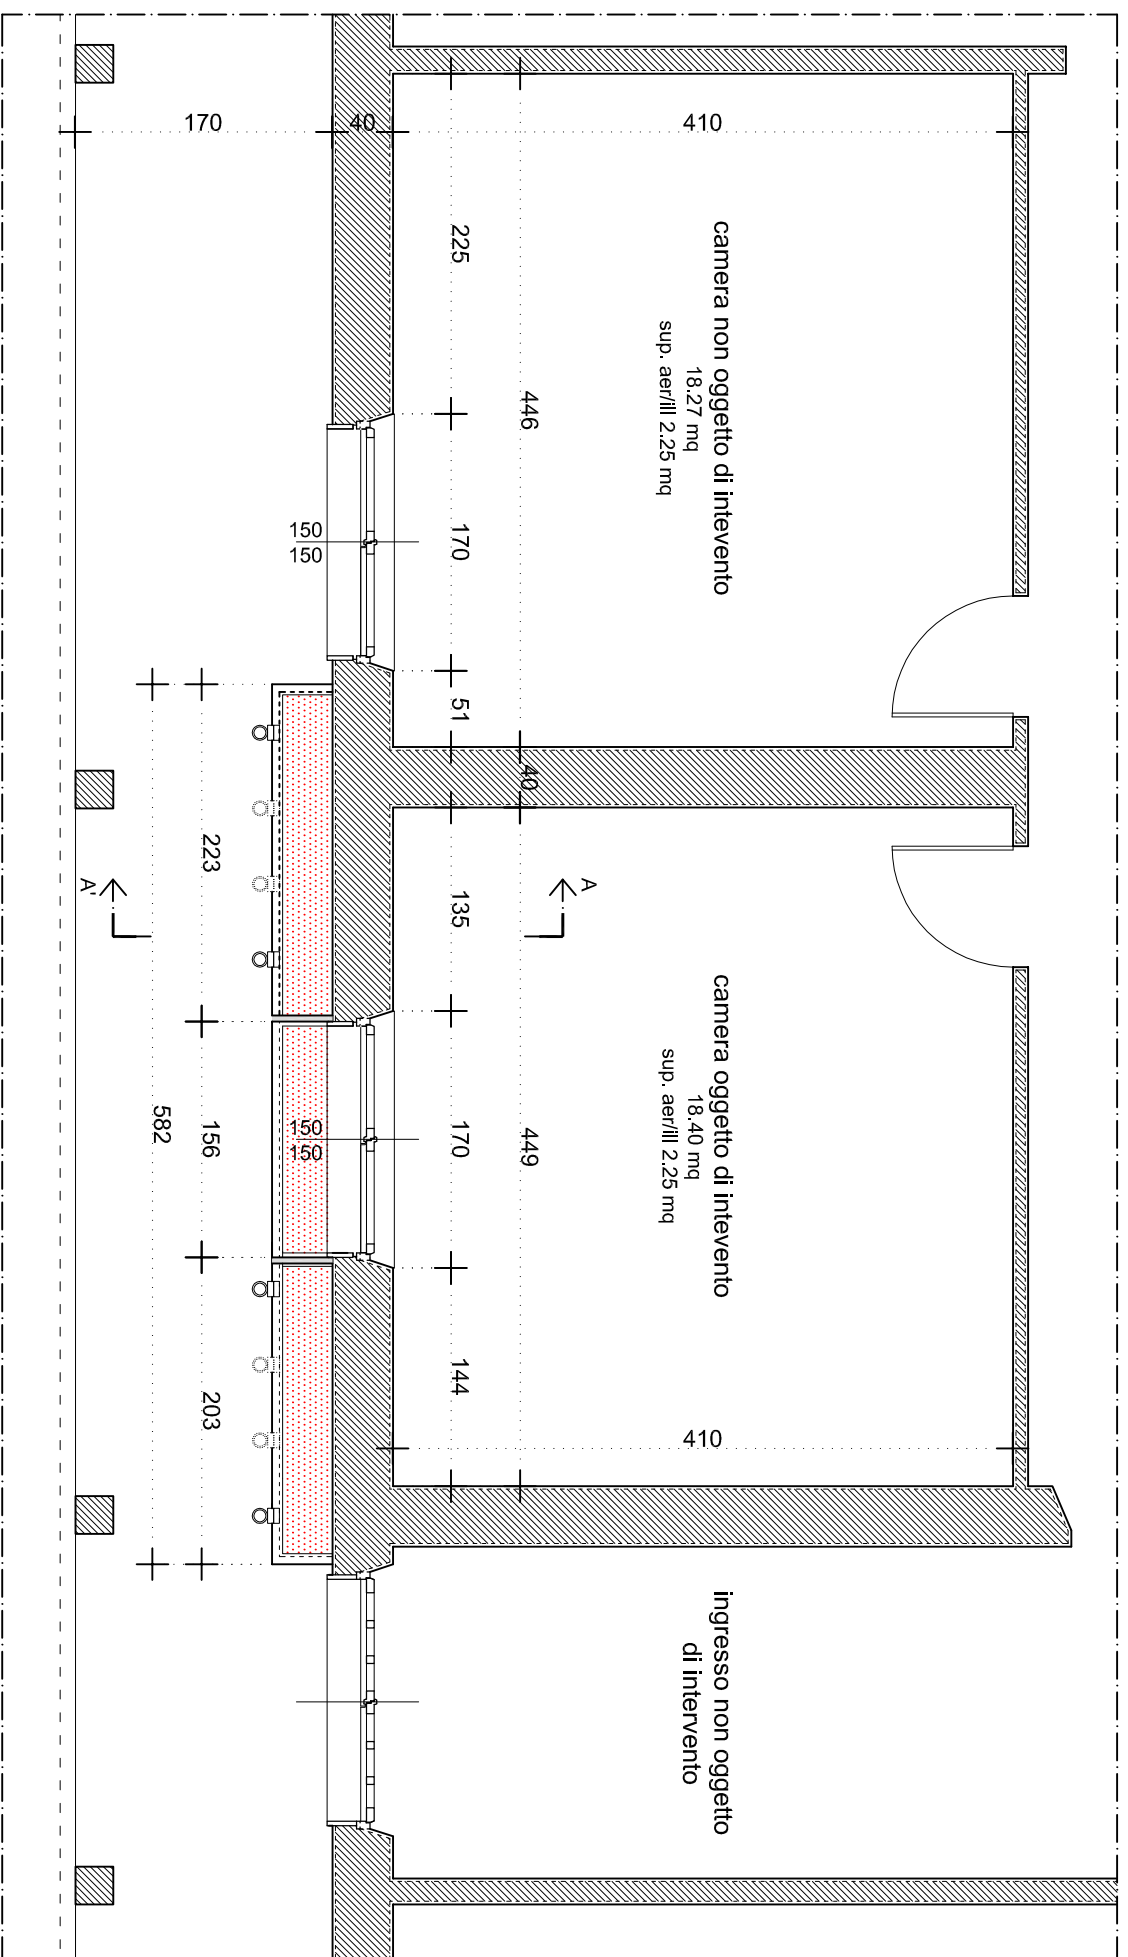 170
40
410
225
446
camera non oggetto di intevento
18.27 mq
sup. aer/ill 2.25 mq
150
150
170
51
40
223
A'
A
135
camera oggetto di intevento
18.40 mq
sup. aer/ill 2.25 mq
582
156
150
150
170
449
203
144
410
ingresso non oggetto
di intervento